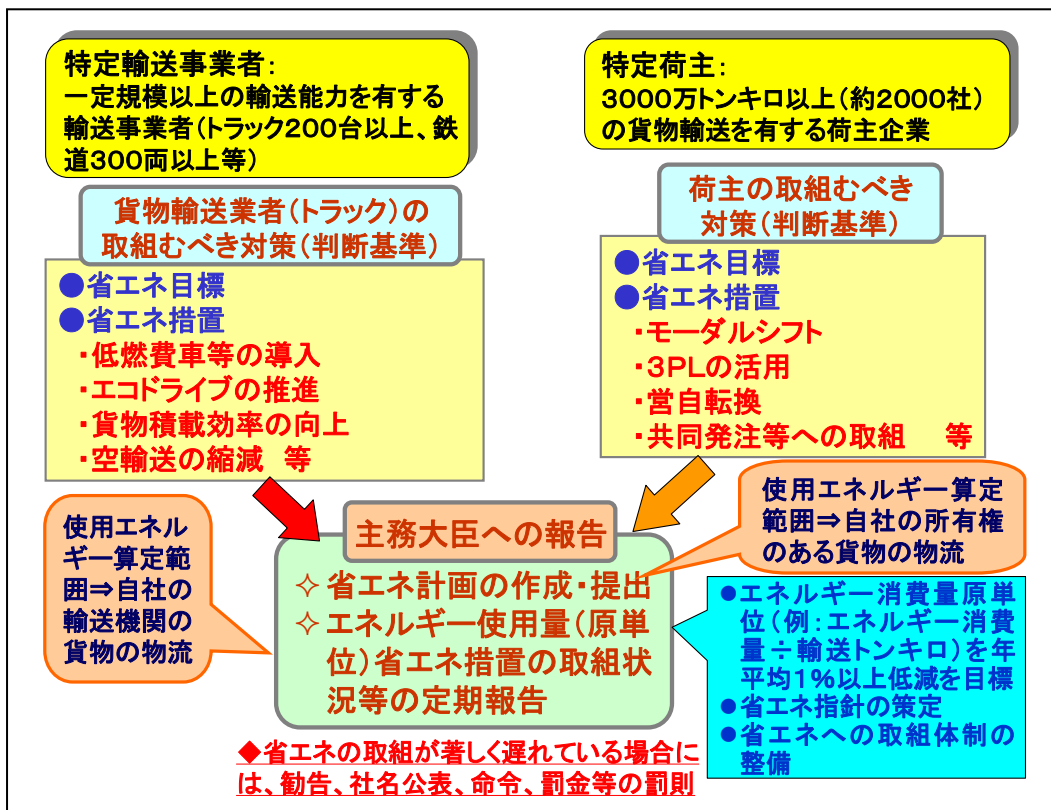 特定輸送事業者：
一定規模以上の輸送能力を有する
輸送事業者（トラック２００台以上、鉄
道３００両以上等）
特定荷主：
３０００万トンキロ以上（約２０００社）
の貨物輸送を有する荷主企業
貨物輸送業者（トラック）の
取組むべき対策（判断基準）
●省エネ目標
●省エネ措置
・低燃費車等の導入
・エコドライブの推進
・貨物積載効率の向上
・空輸送の縮減　等
荷主の取組むべき
対策（判断基準）
●省エネ目標
●省エネ措置
・モーダルシフト
・３ＰＬの活用
・営自転換
・共同発注等への取組　等
使用エネル
ギー算定範
囲⇒自社の
輸送機関の
貨物の物流
使用エネルギー算定
範囲⇒自社の所有権
のある貨物の物流
主務大臣への報告
✧ 省エネ計画の作成・提出
✧ エネルギー使用量（原単
位）省エネ措置の取組状
況等の定期報告
●エネルギー消費量原単
位（例：エネルギー消費
量÷輸送トンキロ）を年
平均１％以上低減を目標
●省エネ指針の策定
●省エネへの取組体制の
整備
◆省エネの取組が著しく遅れている場合に
は、勧告、社名公表、命令、罰金等の罰則